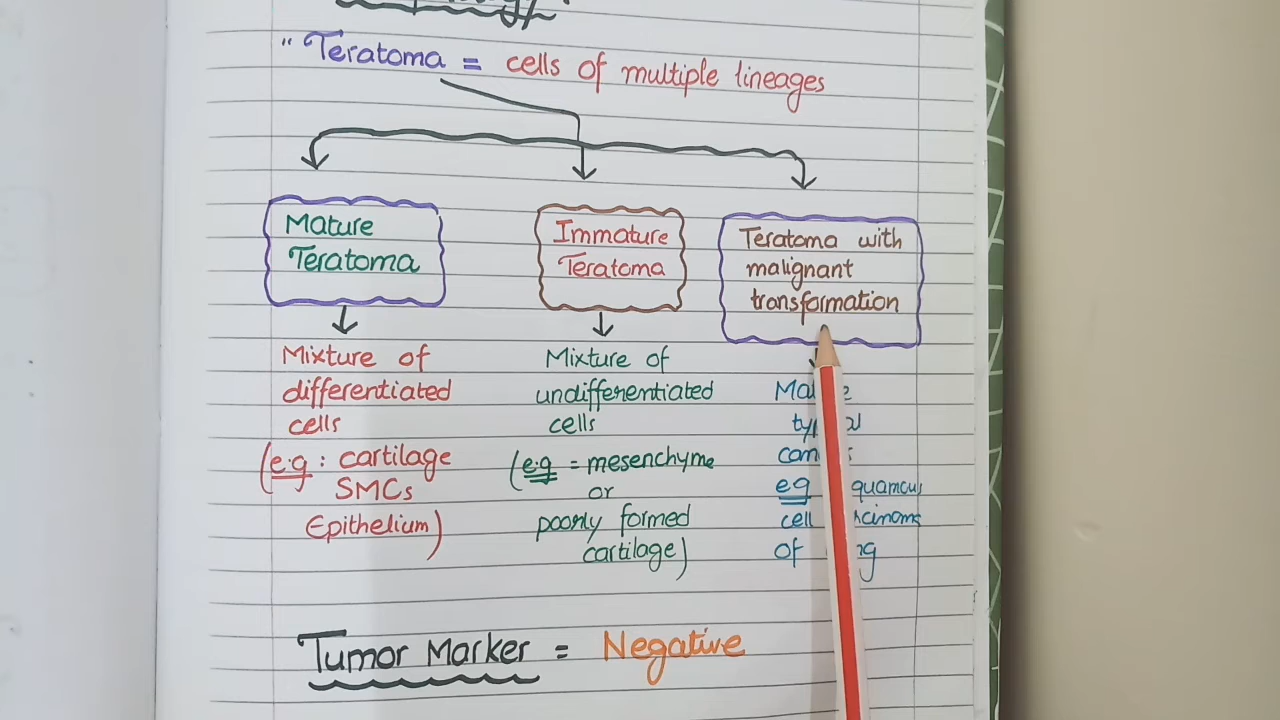 " Teratoma = cells of multiple lineages
Mature
Teratoma
Immature
Teratoma
Teratoma with
malignant
transformation
Mixture of
differentiated
cells
(e.g : cartilage
SMCs
Epithelium)
Mixture of
undifferentiated
cells
(e.g = mesenchyme
or
poorly formed
cartilage)
eg
cell
of
Tumor Marker = Negative